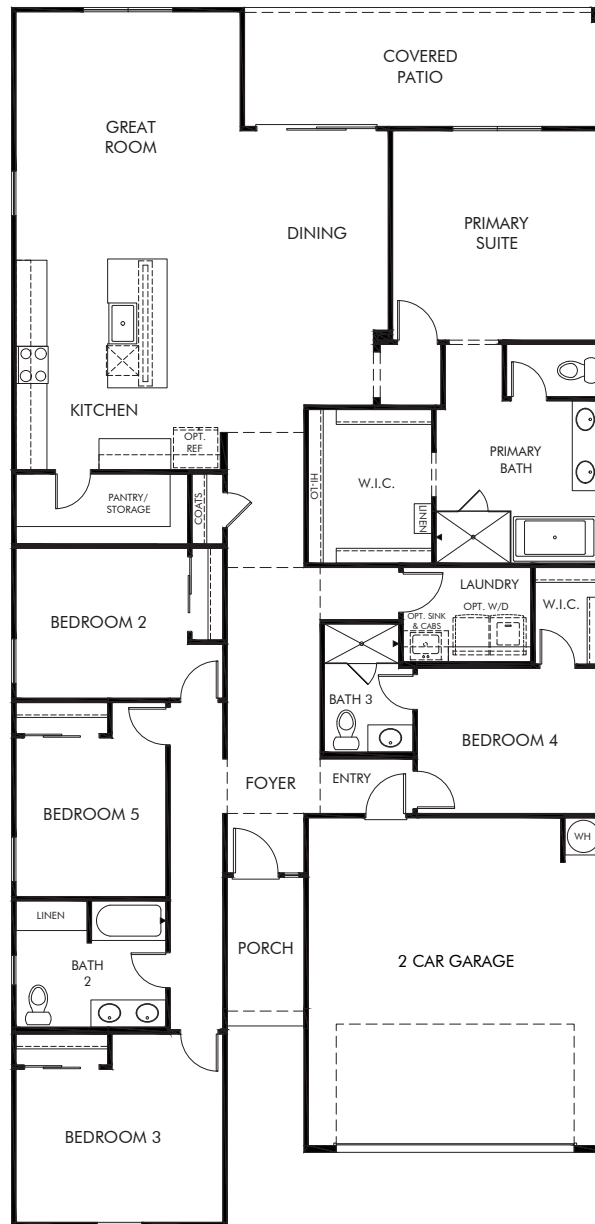 COVERED
PATIO
GREAT
ROOM
DINING
PRIMARY
SUITE
KITCHEN
OPT.
REF
PANTRY/
STORAGE
COATS
HI-LO
W.I.C.
LINEN
PRIMARY
BATH
BEDROOM 2
LAUNDRY
OPT. W/D
OPT. SINK
& CABS
W.I.C.
BATH 3
BEDROOM 4
FOYER
ENTRY
BEDROOM 5
WH
LINEN
BATH
2
PORCH
2 CAR GARAGE
BEDROOM 3